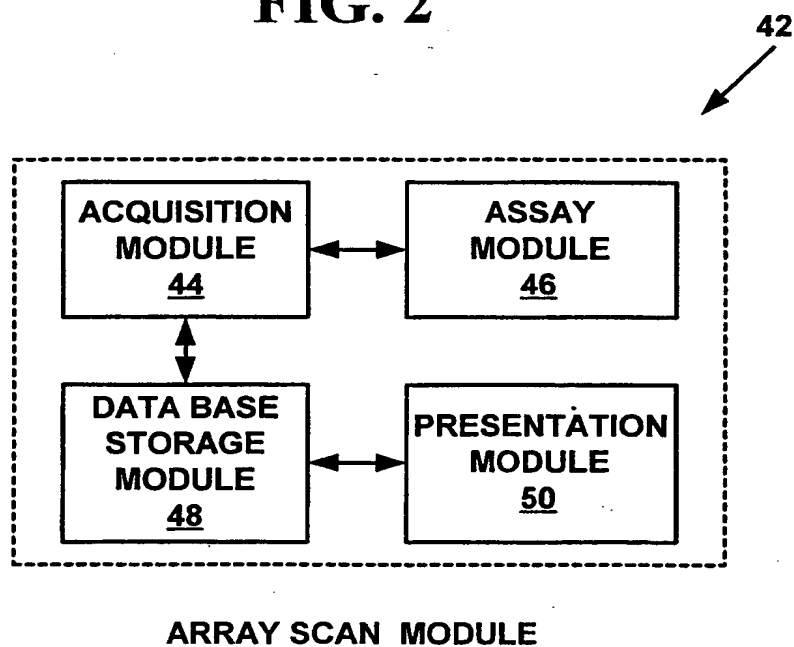 FIG. 2
42
ACQUISITION
MODULE
44
ASSAY
MODULE
46
DATA BASE
STORAGE
MODULE
48
PRESENTATION
MODULE
50
ARRAY SCAN MODULE